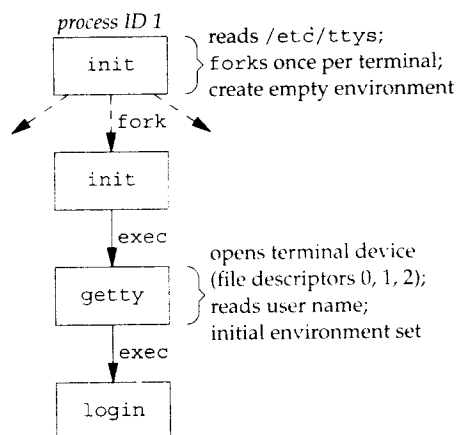 process ID 1
init
reads /etc/ttys;
forks once per terminal;
create empty environment
fork
init
exec
getty
opens terminal device
(file descriptors 0, 1, 2);
reads user name;
initial environment set
exec
login